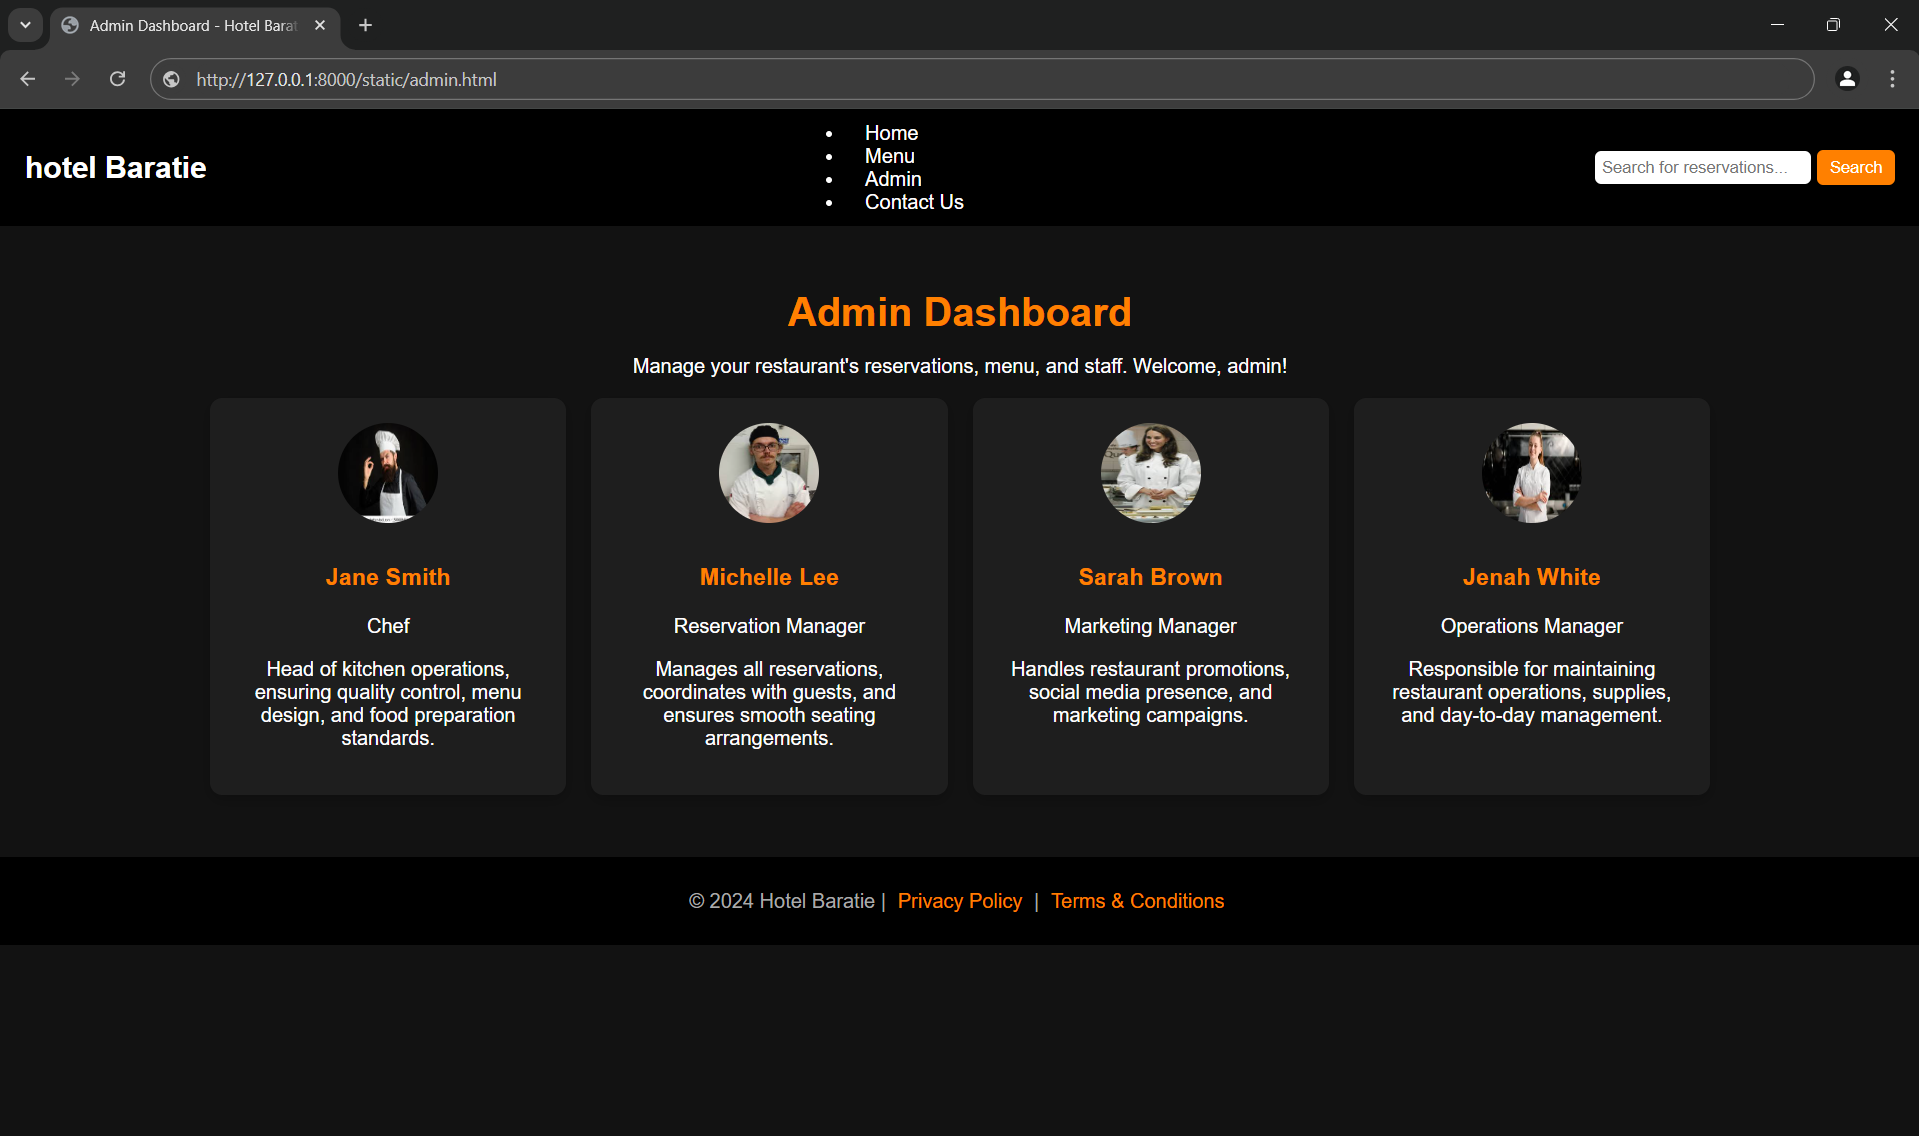 Admin Dashboard - Hotel Barat
http://127.0.0.1:8000/static/admin.html
hotel Baratie
Home
Menu
Admin
Contact Us
Search for reservations...
Search
Admin Dashboard
Manage your restaurant's reservations, menu, and staff. Welcome, admin!
Jane Smith
Chef
Head of kitchen operations,
ensuring quality control, menu
design, and food preparation
standards.
Michelle Lee
Reservation Manager
Manages all reservations,
coordinates with guests, and
ensures smooth seating
arrangements.
Sarah Brown
Marketing Manager
Handles restaurant promotions,
social media presence, and
marketing campaigns.
Jenah White
Operations Manager
Responsible for maintaining
restaurant operations, supplies,
and day-to-day management.
© 2024 Hotel Baratie | Privacy Policy | Terms & Conditions